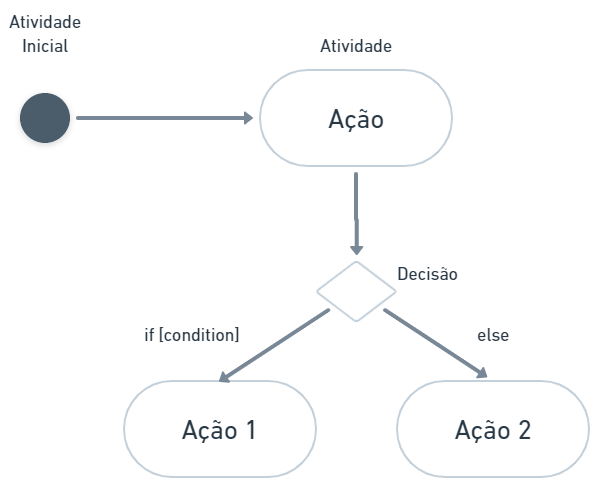 Atividade
Inicial
Atividade
Ação
Decisão
if [condition]
else
Ação 1
Ação 2